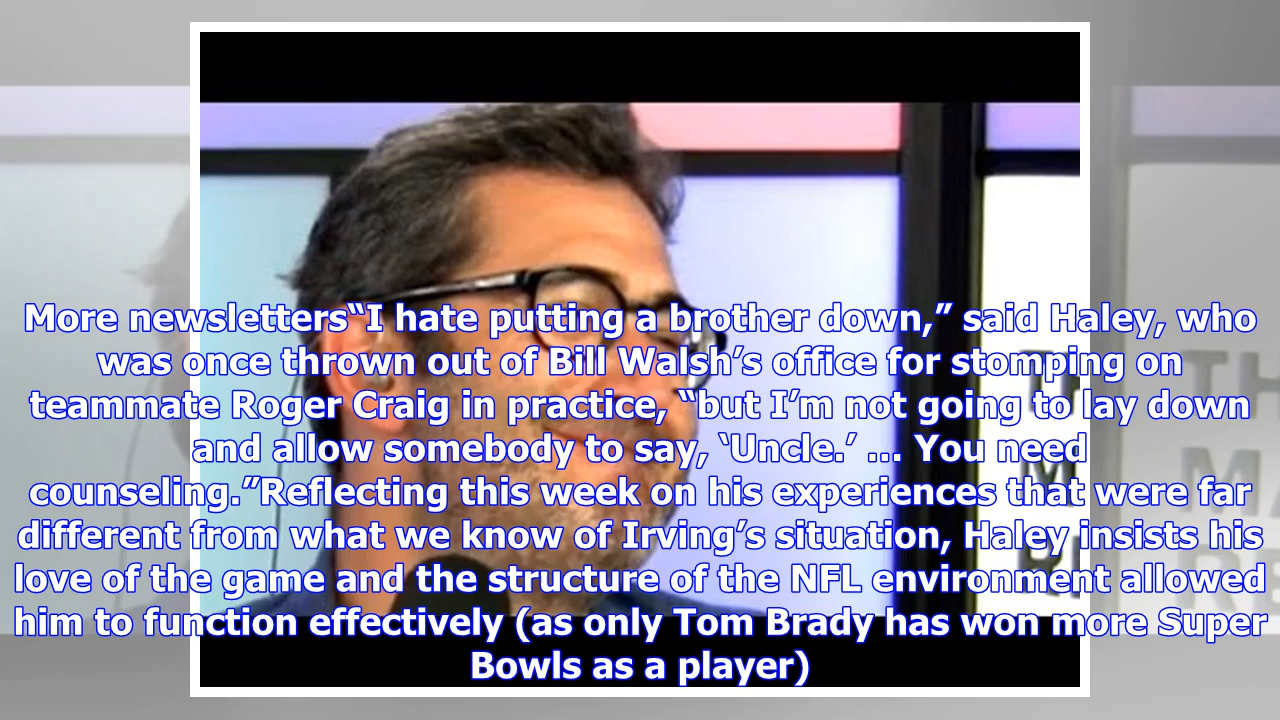 More newsletters“I hate putting a brother down,” said Haley, who
was once thrown out of Bill Walsh’s office for stomping on
teammate Roger Craig in practice, “but I’m not going to lay down
and allow somebody to say, ‘Uncle.’ ... You need
counseling.”Reflecting this week on his experiences that were far
different from what we know of Irving’s situation, Haley insists his
love of the game and the structure of the NFL environment allowed
him to function effectively (as only Tom Brady has won more Super
Bowls as a player)